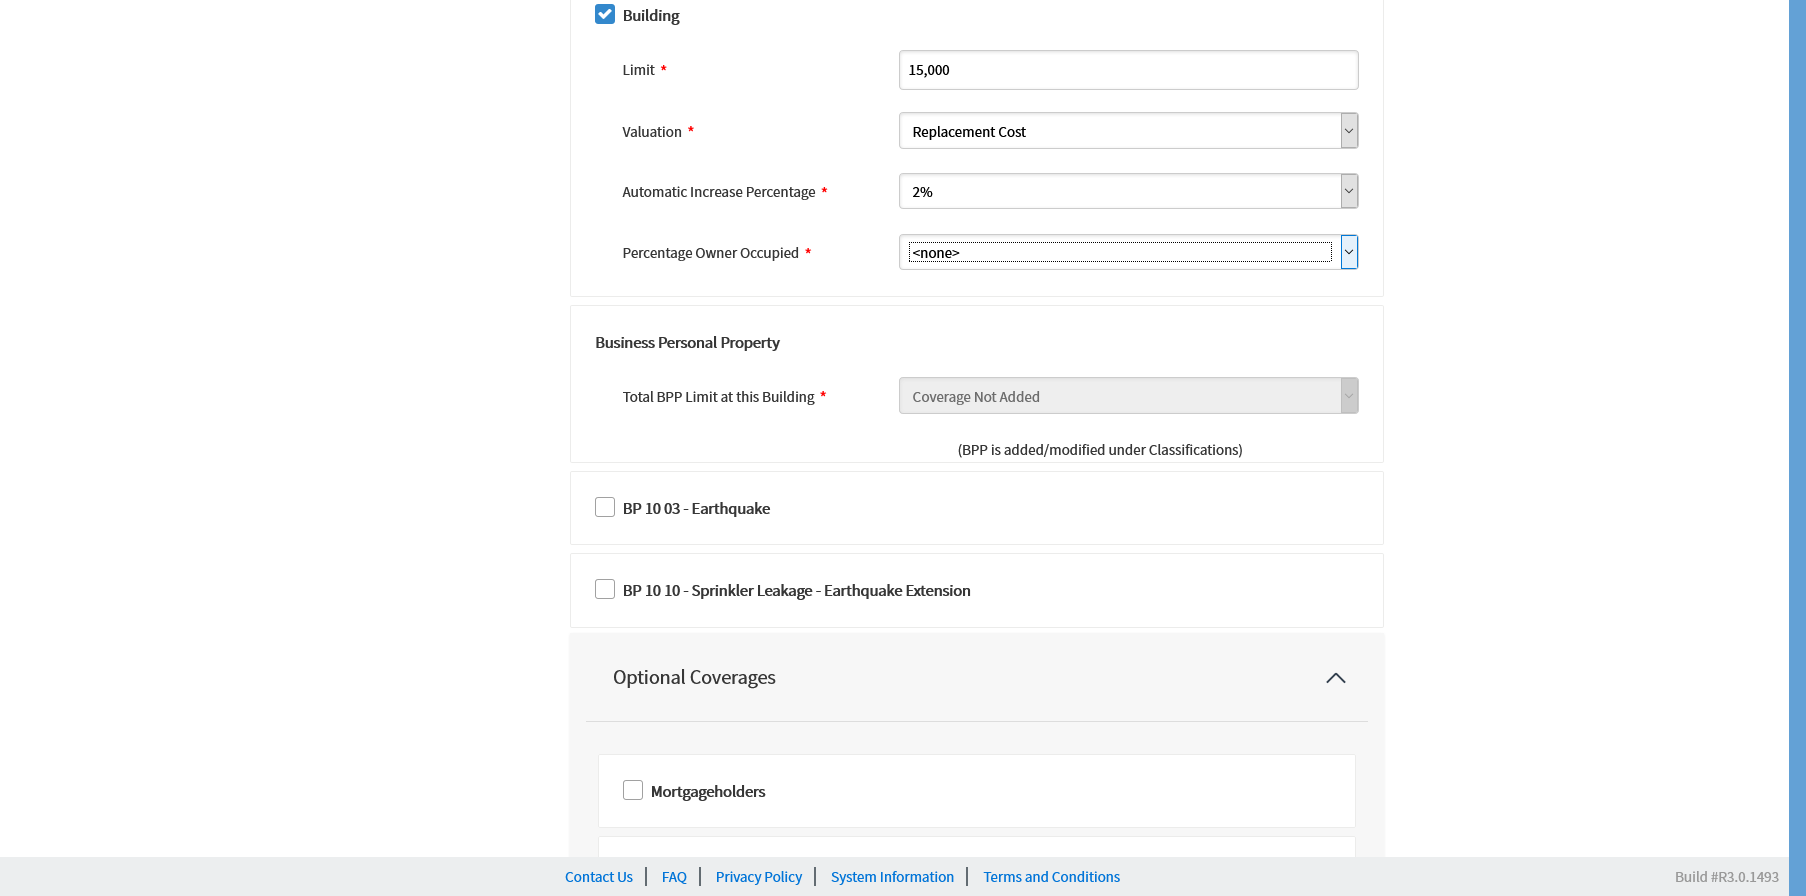 Building
Limit *
15,000
Valuation *
Replacement Cost
Automatic Increase Percentage *
2%
Percentage Owner Occupied *
<none>
Business Personal Property
Total BPP Limit at this Building *
Coverage Not Added
(BPP is added/modified under Classifications)
BP 10 03 - Earthquake
BP 10 10 - Sprinkler Leakage - Earthquake Extension
Optional Coverages
Mortgageholders
Contact Us | FAQ | Privacy Policy | System Information | Terms and Conditions
Build #R3.0.1493